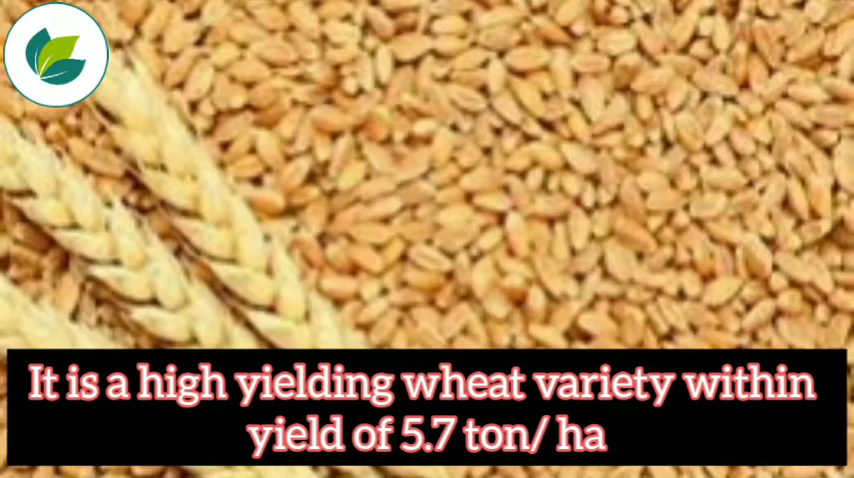 It is a high yielding wheat variety within
yield of 5.7 ton/ ha